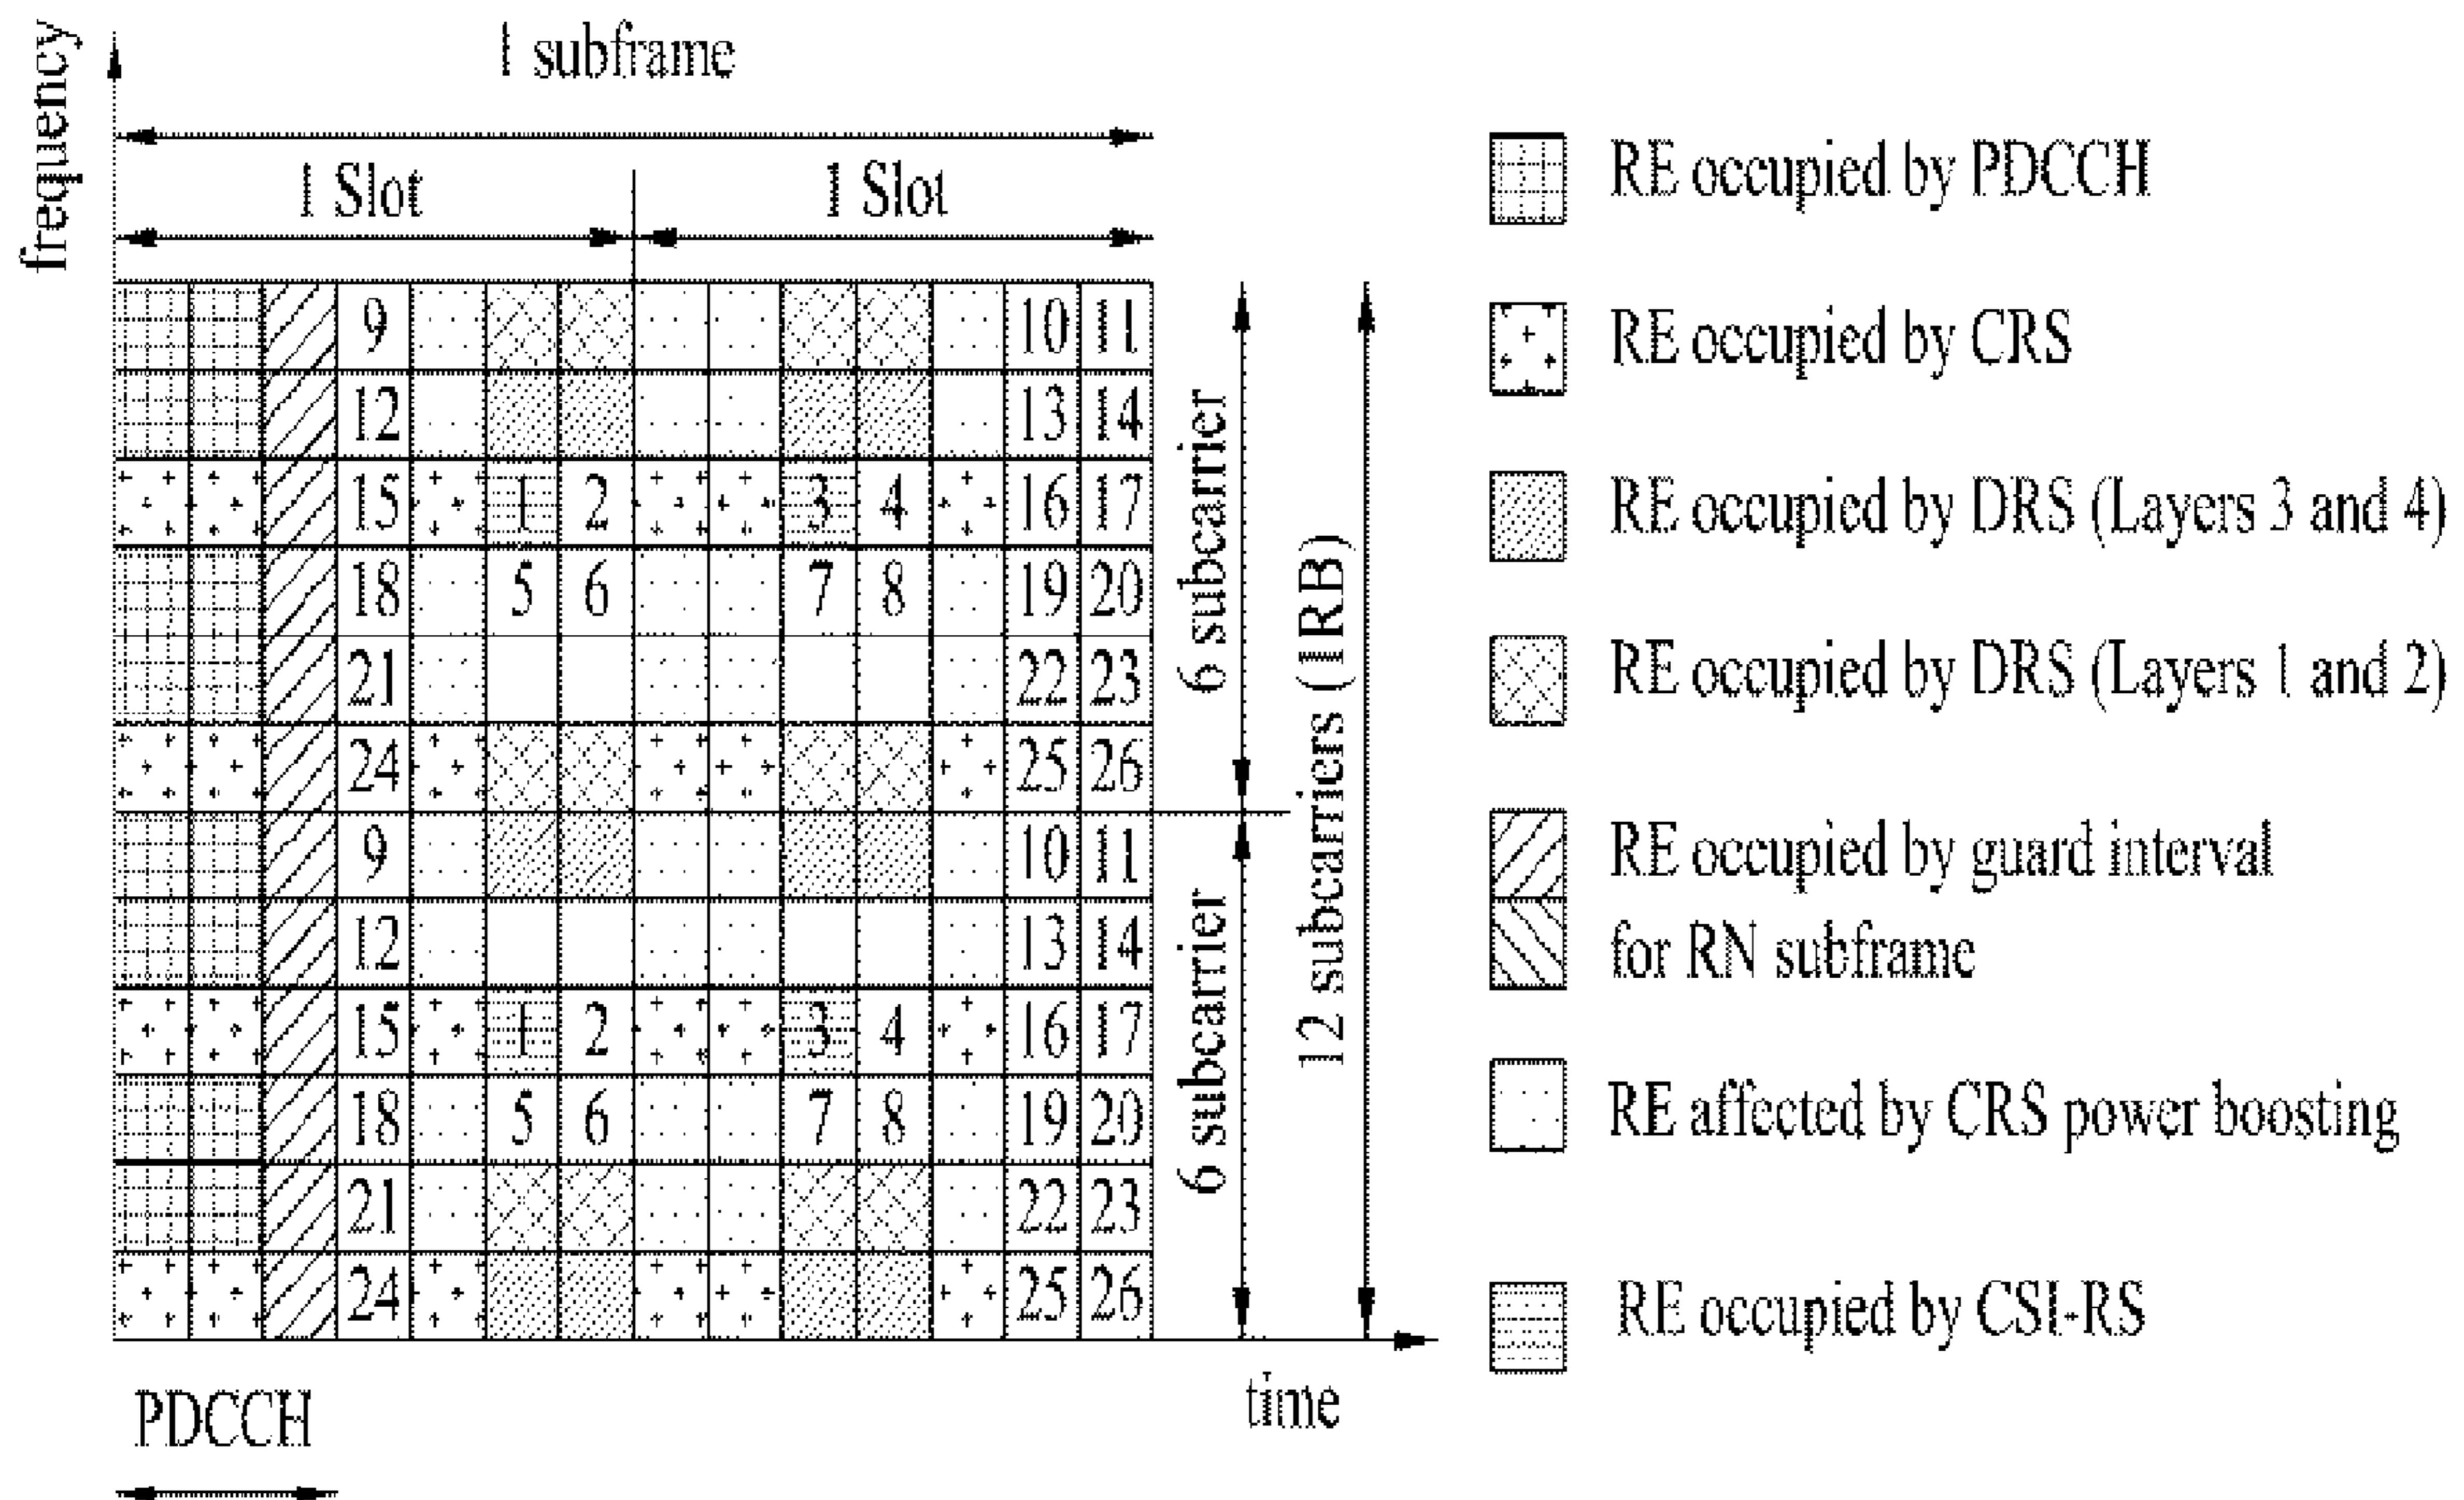 frequency
1 subframe
1 Slot
1 Slot
9 10 11
12 13 14
15 1 2 3 4 16 17
18 5 6 7 8 19 20
21 22 23
24 25 26
9 10 11
12 13 14
15 1 2 3 4 16 17
18 5 6 7 8 19 20
21 22 23
24 25 26
6 subcarrier
6 subcarrier
12 subcarriers (1RB)
time
PDCCH
RE occupied by PDCCH
RE occupied by CRS
RE occupied by DRS (Layers 3 and 4)
RE occupied by DRS (Layers 1 and 2)
RE occupied by guard interval
for RN subframe
RE affected by CRS power boosting
RE occupied by CSI-RS